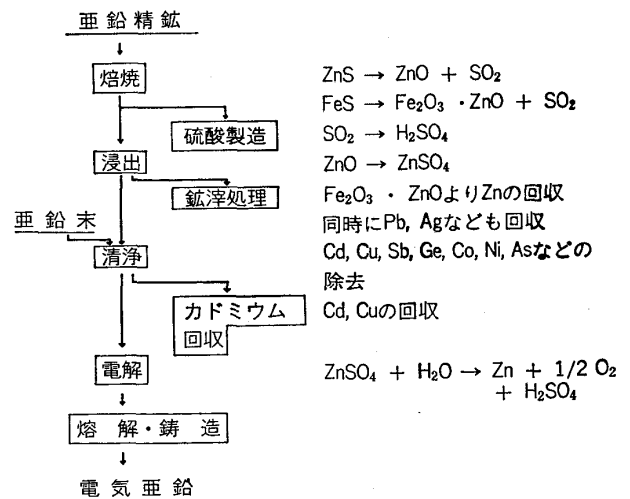 亜鉛精鉱
焙焼
ZnS → ZnO + SO₂
FeS → Fe₂O₃ ・ZnO + SO₂
硫酸製造
SO₂ → H₂SO₄
浸出
ZnO → ZnSO₄
鉱滓処理
Fe₂O₃ ・ ZnOよりZnの回収
亜鉛末
同時にPb, Agなども回収
清浄
Cd, Cu, Sb, Ge, Co, Ni, Asなどの
除去
カドミウム
回収
Cd, Cuの回収
電解
ZnSO₄ + H₂O → Zn + 1/2 O₂
+ H₂SO₄
熔解・鋳造
電気亜鉛